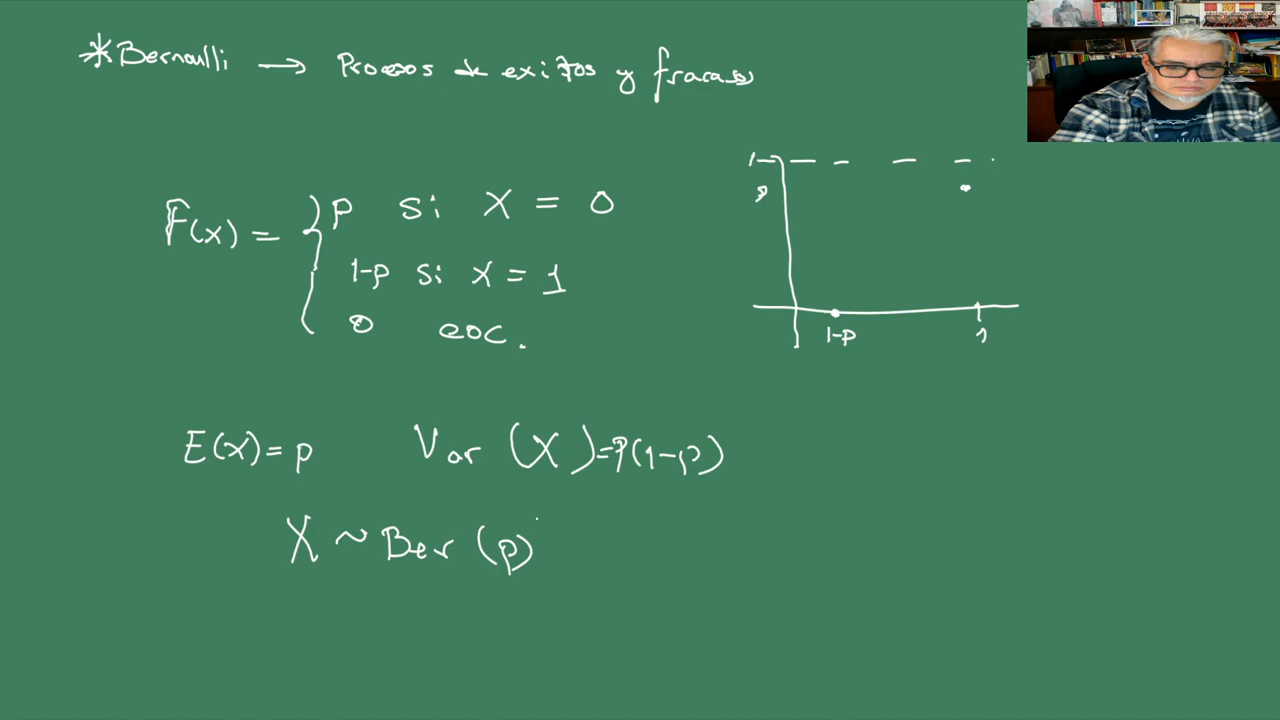 *Bernoulli → Procesos de exitos y fracasos
F(x) = { p si X = 0
1-p si X = 1
0 eoc.
1
p
1-p 1
E(X) = p Var (X) = p(1-p)
X ~ Ber (p)